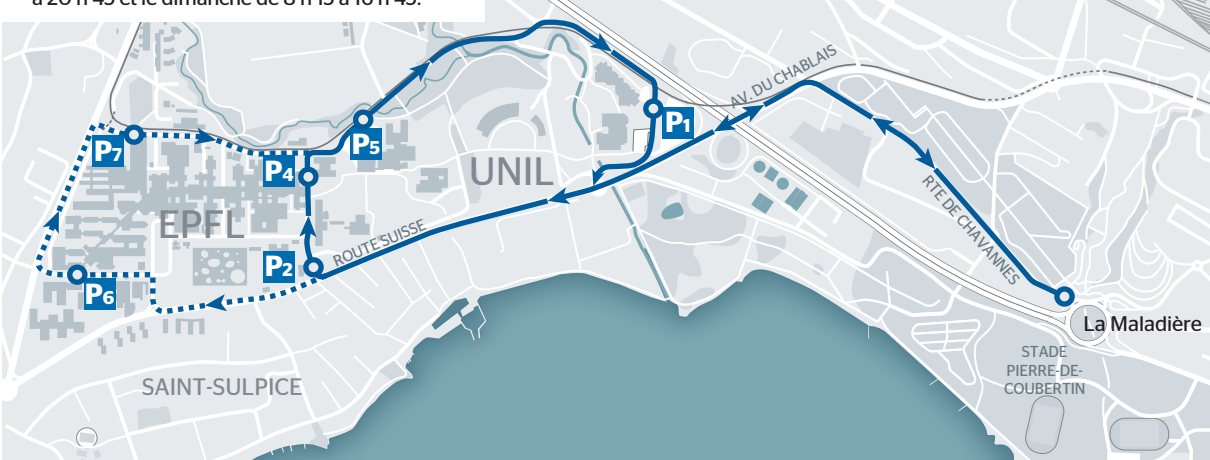 à 20 h 45 et le dimanche de 8 h 15 à 16 h 45.
AV. DU CHABLAIS
P1
P5
P7
P4
UNIL
EPFL
RTE DE CHAVANNES
ROUTE SUISSE
P2
P6
La Maladière
STADE
PIERRE-DE-
COUBERTIN
SAINT-SULPICE